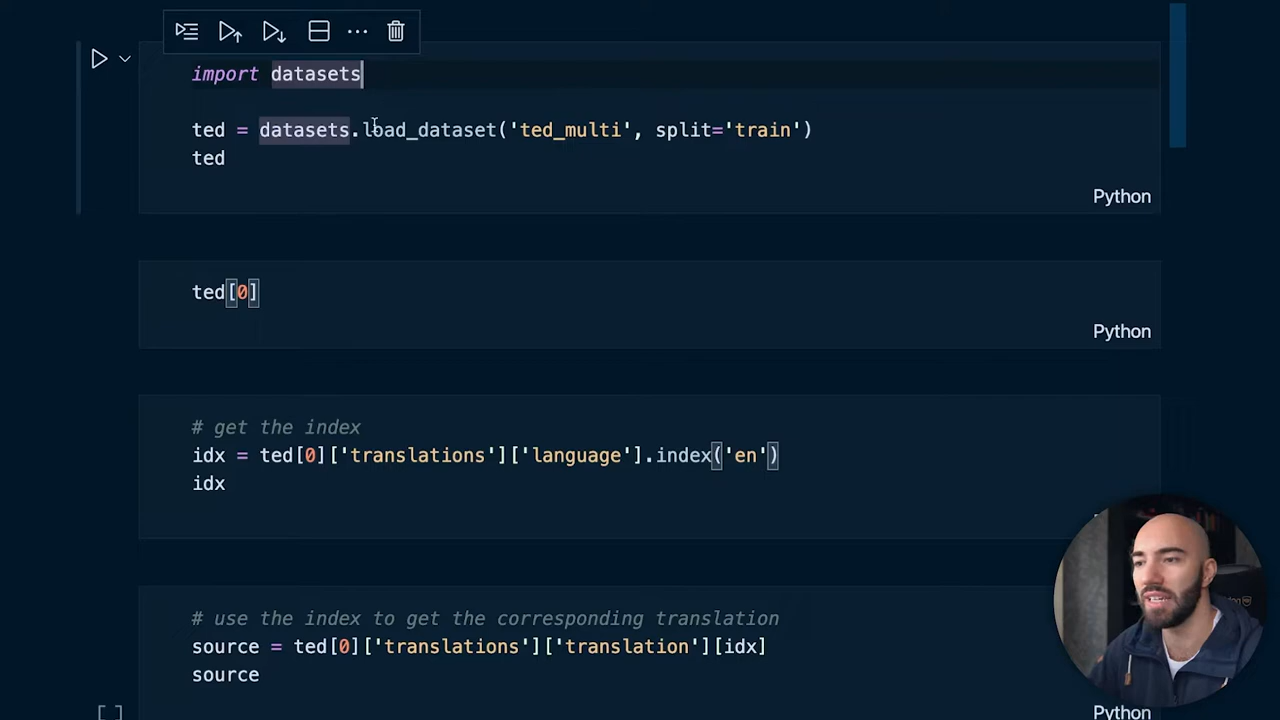 import datasets
ted = datasets.load_dataset('ted_multi', split='train')
ted
Python
ted[0]
Python
# get the index
idx = ted[0]['translations']['language'].index('en')
idx
# use the index to get the corresponding translation
source = ted[0]['translations']['translation'][idx]
source
[ ]
Python